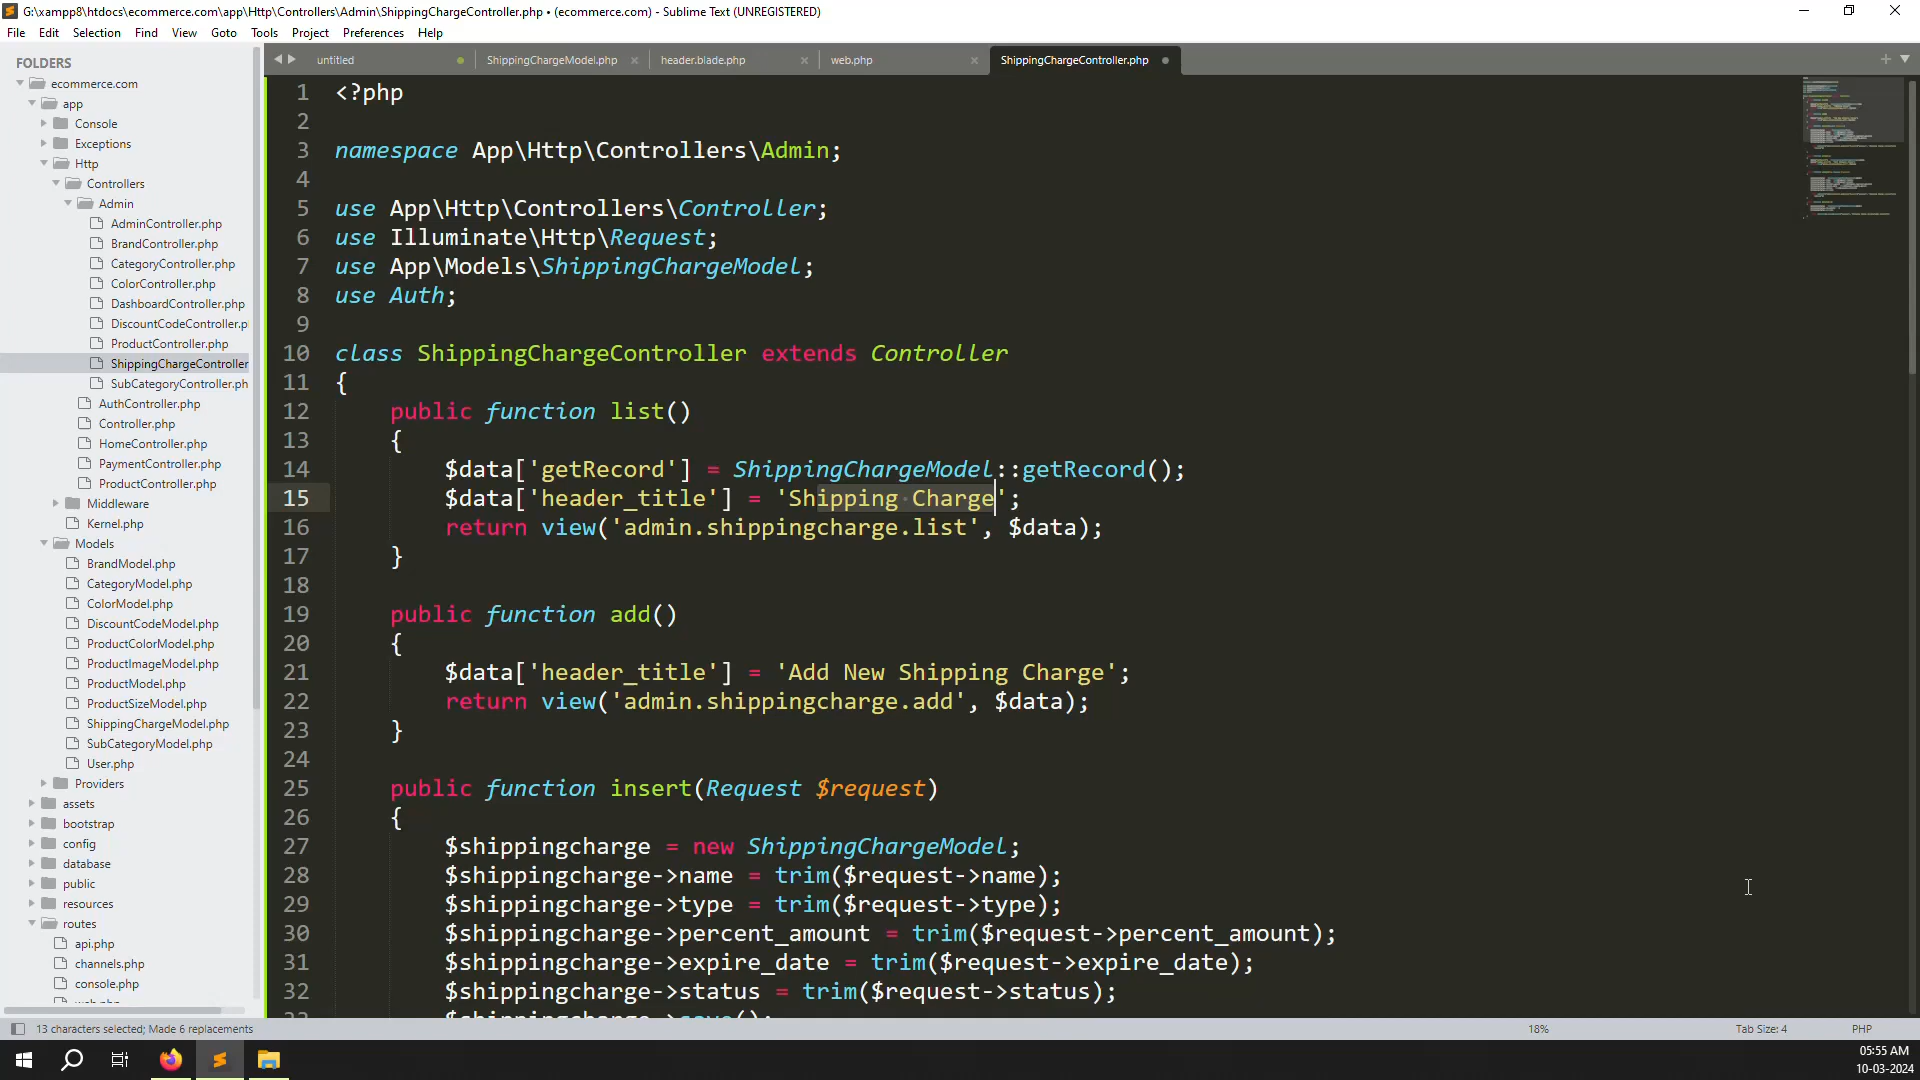 G:\xampp8\htdocs\ecommerce.com\app\Http\Controllers\Admin\ShippingChargeController.php • (ecommerce.com) - Sublime Text (UNREGISTERED)
File Edit Selection Find View Goto Tools Project Preferences Help
FOLDERS
ecommerce.com
app
Console
Exceptions
Http
Controllers
Admin
AdminController.php
BrandController.php
CategoryController.php
ColorController.php
DashboardController.php
DiscountCodeController.p
ProductController.php
ShippingChargeController
SubCategoryController.ph
AuthController.php
Controller.php
HomeController.php
PaymentController.php
ProductController.php
Middleware
Kernel.php
Models
BrandModel.php
CategoryModel.php
ColorModel.php
DiscountCodeModel.php
ProductColorModel.php
ProductImageModel.php
ProductModel.php
ProductSizeModel.php
ShippingChargeModel.php
SubCategoryModel.php
User.php
Providers
assets
bootstrap
config
database
public
resources
routes
api.php
channels.php
console.php
untitled ShippingChargeModel.php header.blade.php web.php ShippingChargeController.php
1 <?php
2
3 namespace App\Http\Controllers\Admin;
4
5 use App\Http\Controllers\Controller;
6 use Illuminate\Http\Request;
7 use App\Models\ShippingChargeModel;
8 use Auth;
9
10 class ShippingChargeController extends Controller
11 {
12 public function list()
13 {
14 $data['getRecord'] = ShippingChargeModel::getRecord();
15 $data['header_title'] = 'Shipping Charge';
16 return view('admin.shippingcharge.list', $data);
17 }
18
19 public function add()
20 {
21 $data['header_title'] = 'Add New Shipping Charge';
22 return view('admin.shippingcharge.add', $data);
23 }
24
25 public function insert(Request $request)
26 {
27 $shippingcharge = new ShippingChargeModel;
28 $shippingcharge->name = trim($request->name);
29 $shippingcharge->type = trim($request->type);
30 $shippingcharge->percent_amount = trim($request->percent_amount);
31 $shippingcharge->expire_date = trim($request->expire_date);
32 $shippingcharge->status = trim($request->status);
13 characters selected; Made 6 replacements 18% Tab Size: 4 PHP
05:55 AM
10-03-2024